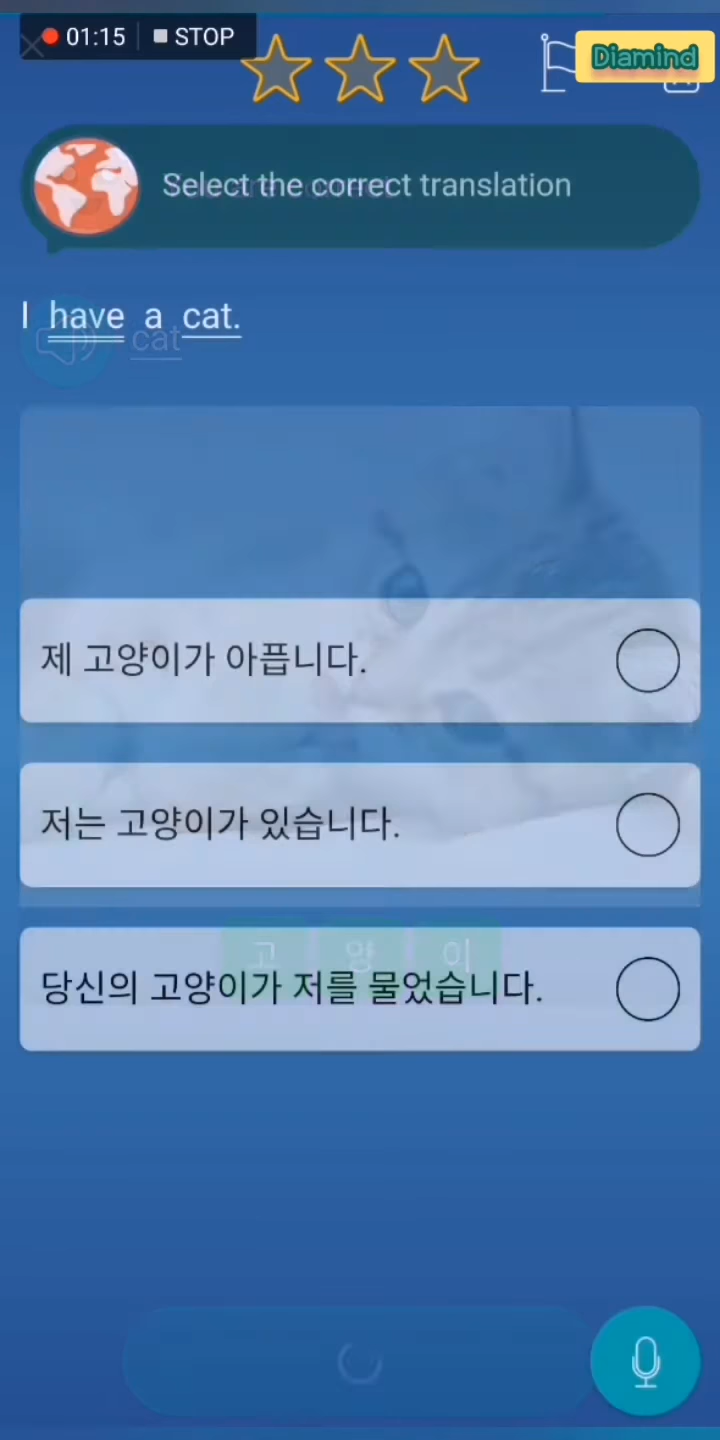 01:15 STOP
Diamind
Select the correct translation
I have a cat.
cat
제 고양이가 아픕니다.
저는 고양이가 있습니다.
고 양 이
당신의 고양이가 저를 물었습니다.